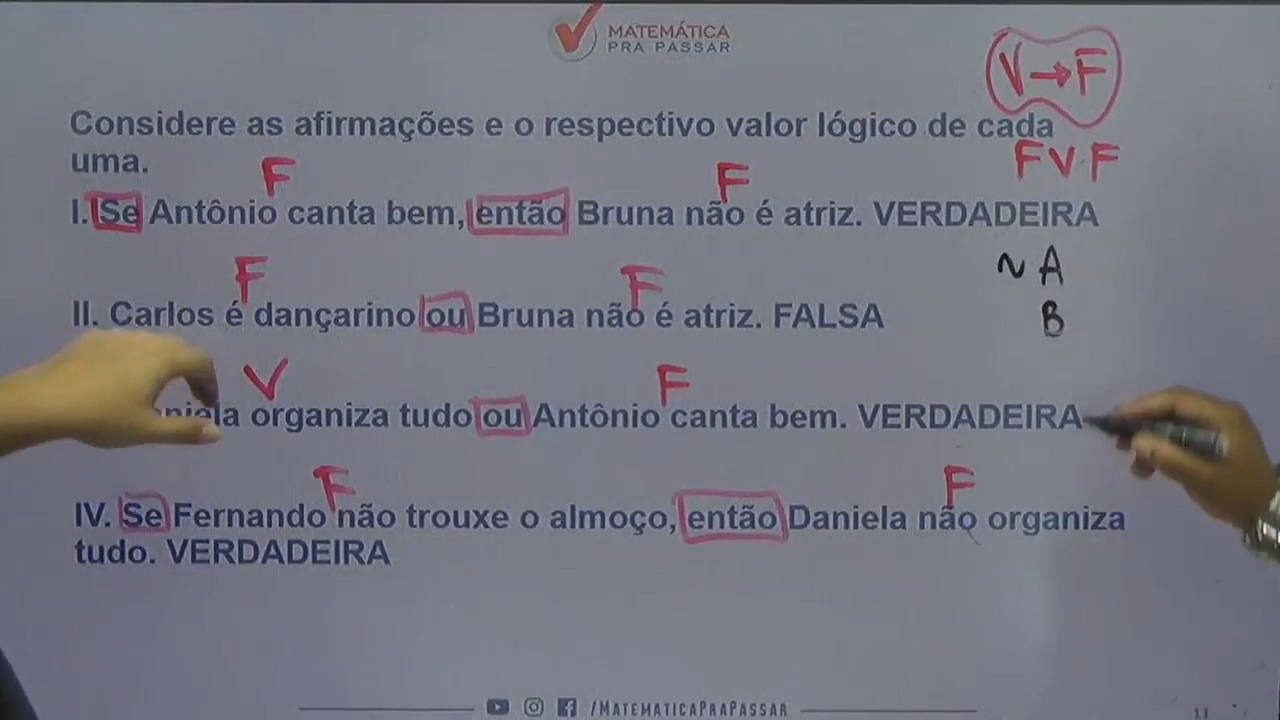 MATEMÁTICA
PRA PASSAR
V → F
Considere as afirmações e o respectivo valor lógico de cada
uma.
F V F
F F
I. Se Antônio canta bem, então Bruna não é atriz. VERDADEIRA
~ A
F F
II. Carlos é dançarino ou Bruna não é atriz. FALSA
B
V F
organiza tudo ou Antônio canta bem. VERDADEIRA
F F
IV. Se Fernando não trouxe o almoço, então Daniela não organiza
tudo. VERDADEIRA
/MATEMATICAPRAPASSAR
11